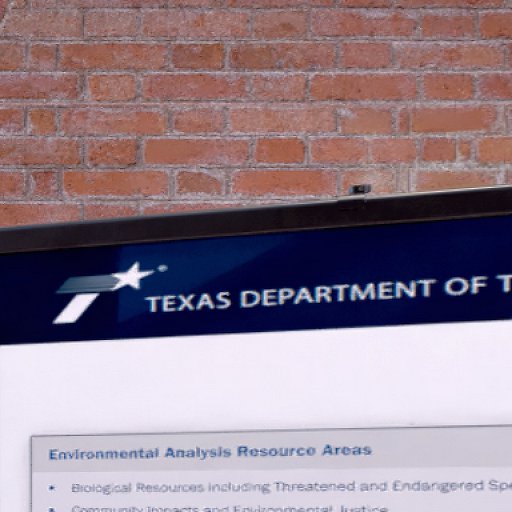 TEXAS DEPARTMENT OF T
Environmental Analysis Resource Areas
• Biological Resources including Threatened and Endangered Spe
• Community Impacts and Environmental Justice